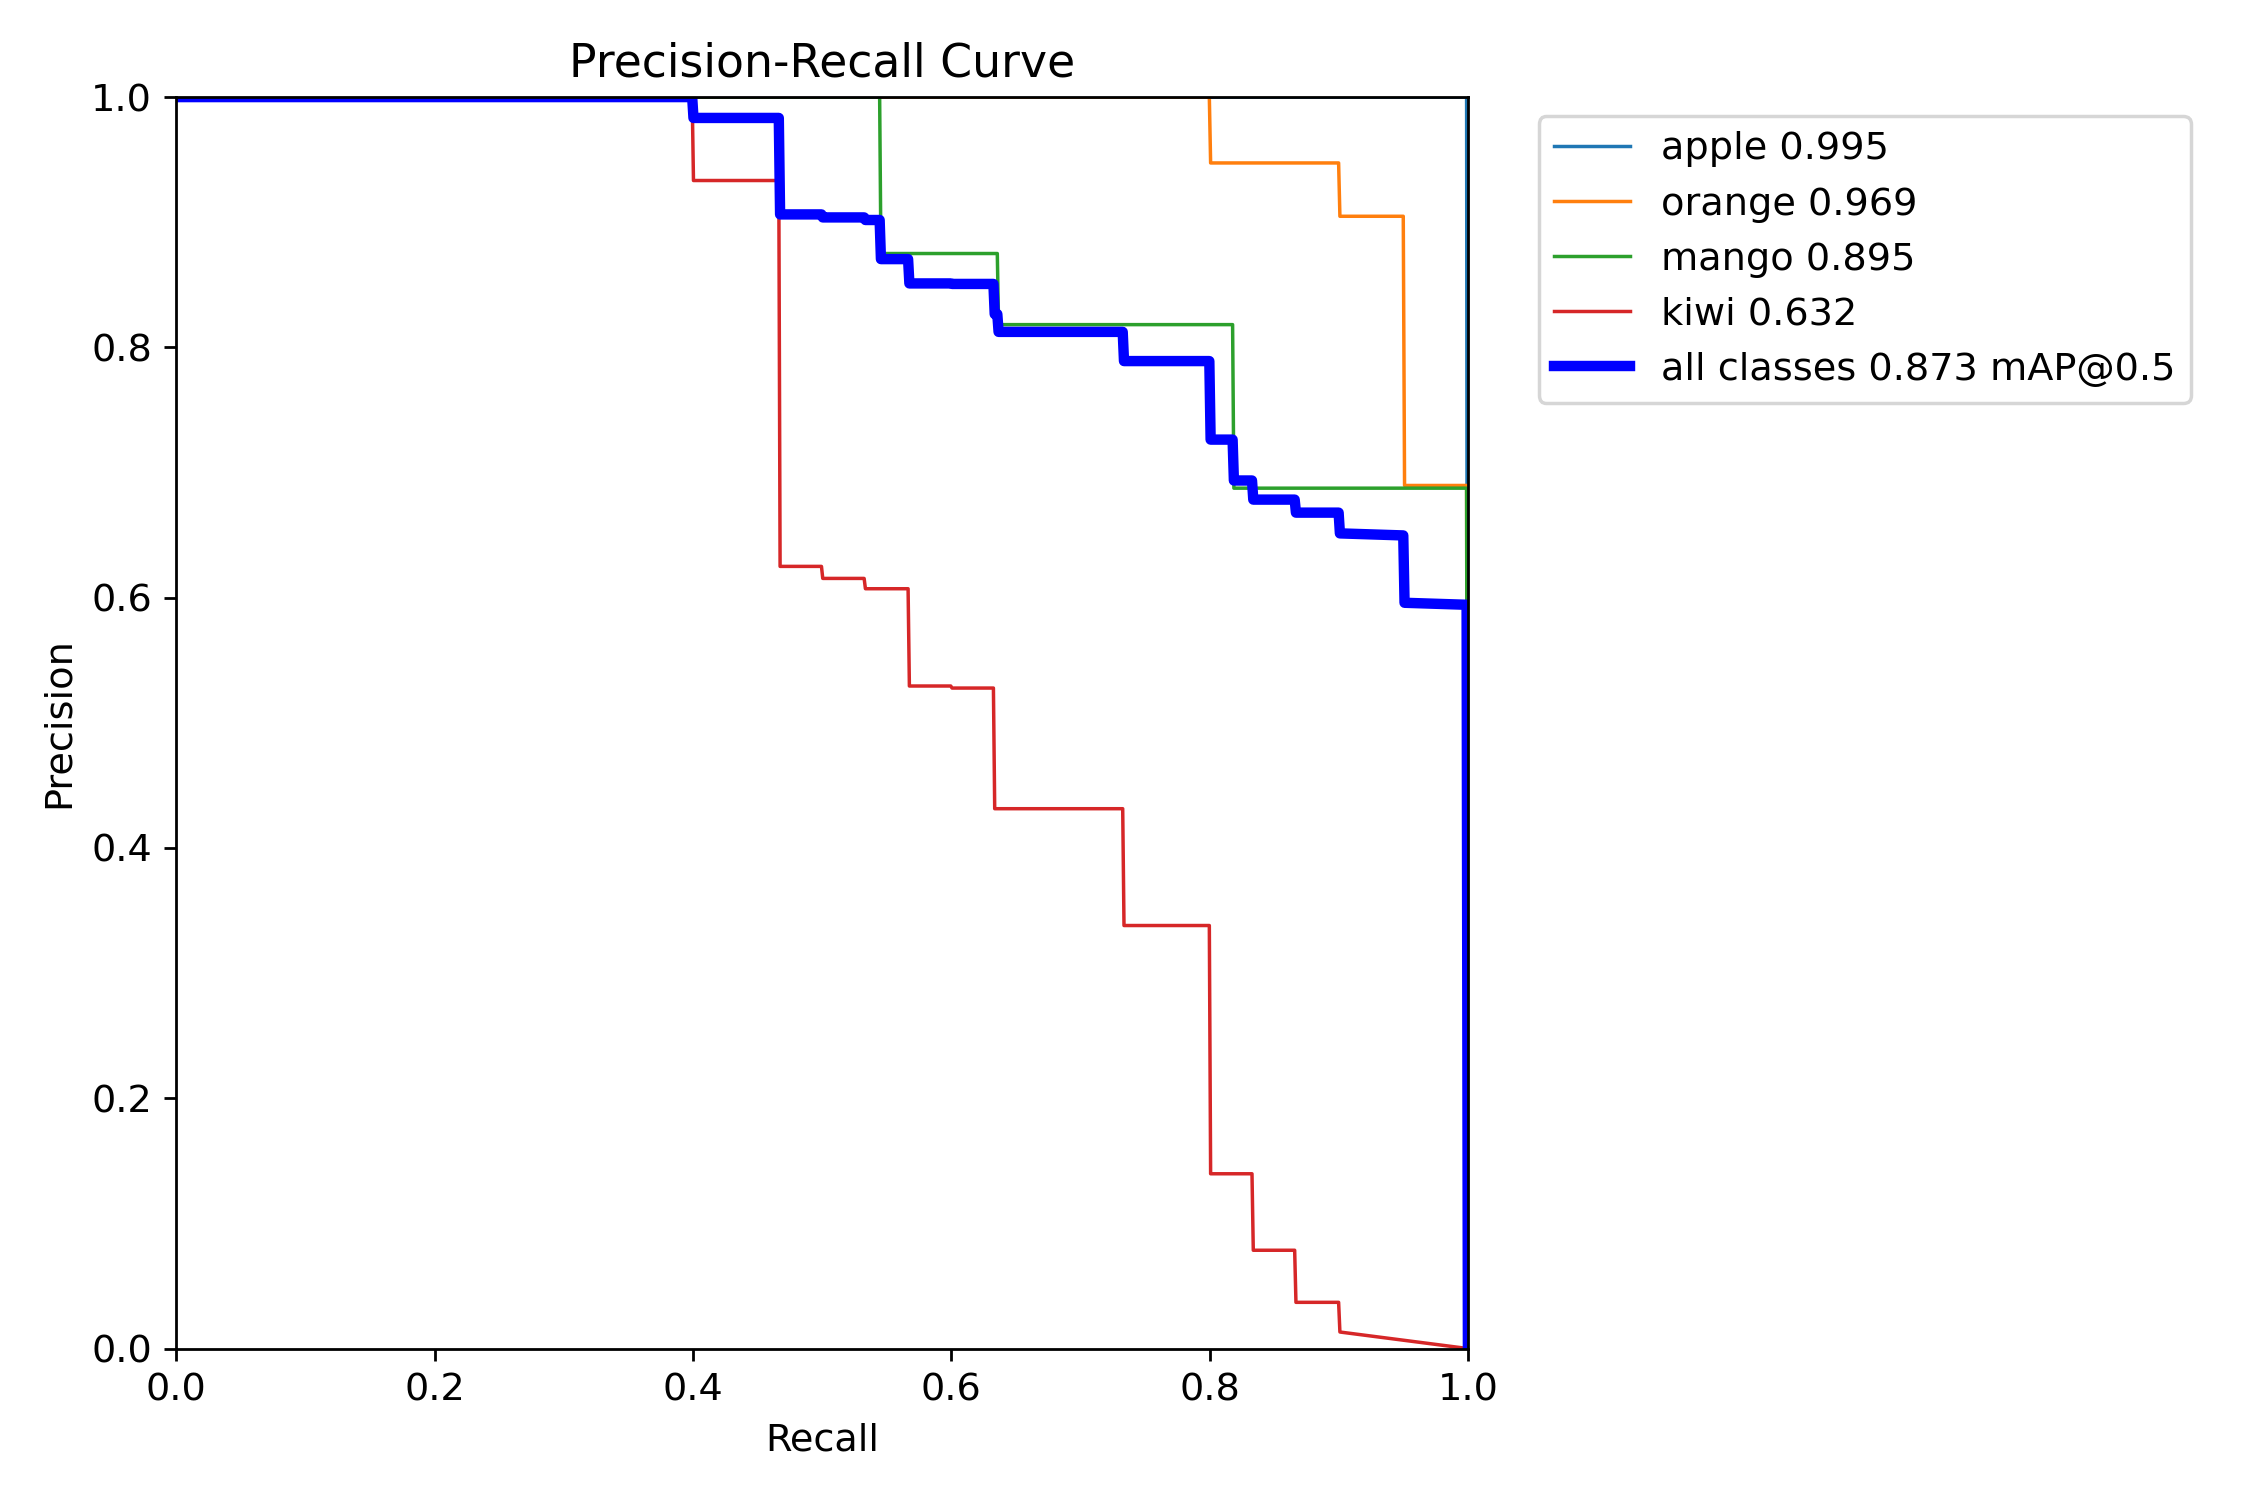 Precision-Recall Curve
1.0
0.8
0.6
0.4
0.2
0.0
Precision
0.0 0.2 0.4 0.6 0.8 1.0
Recall
apple 0.995
orange 0.969
mango 0.895
kiwi 0.632
all classes 0.873 mAP@0.5